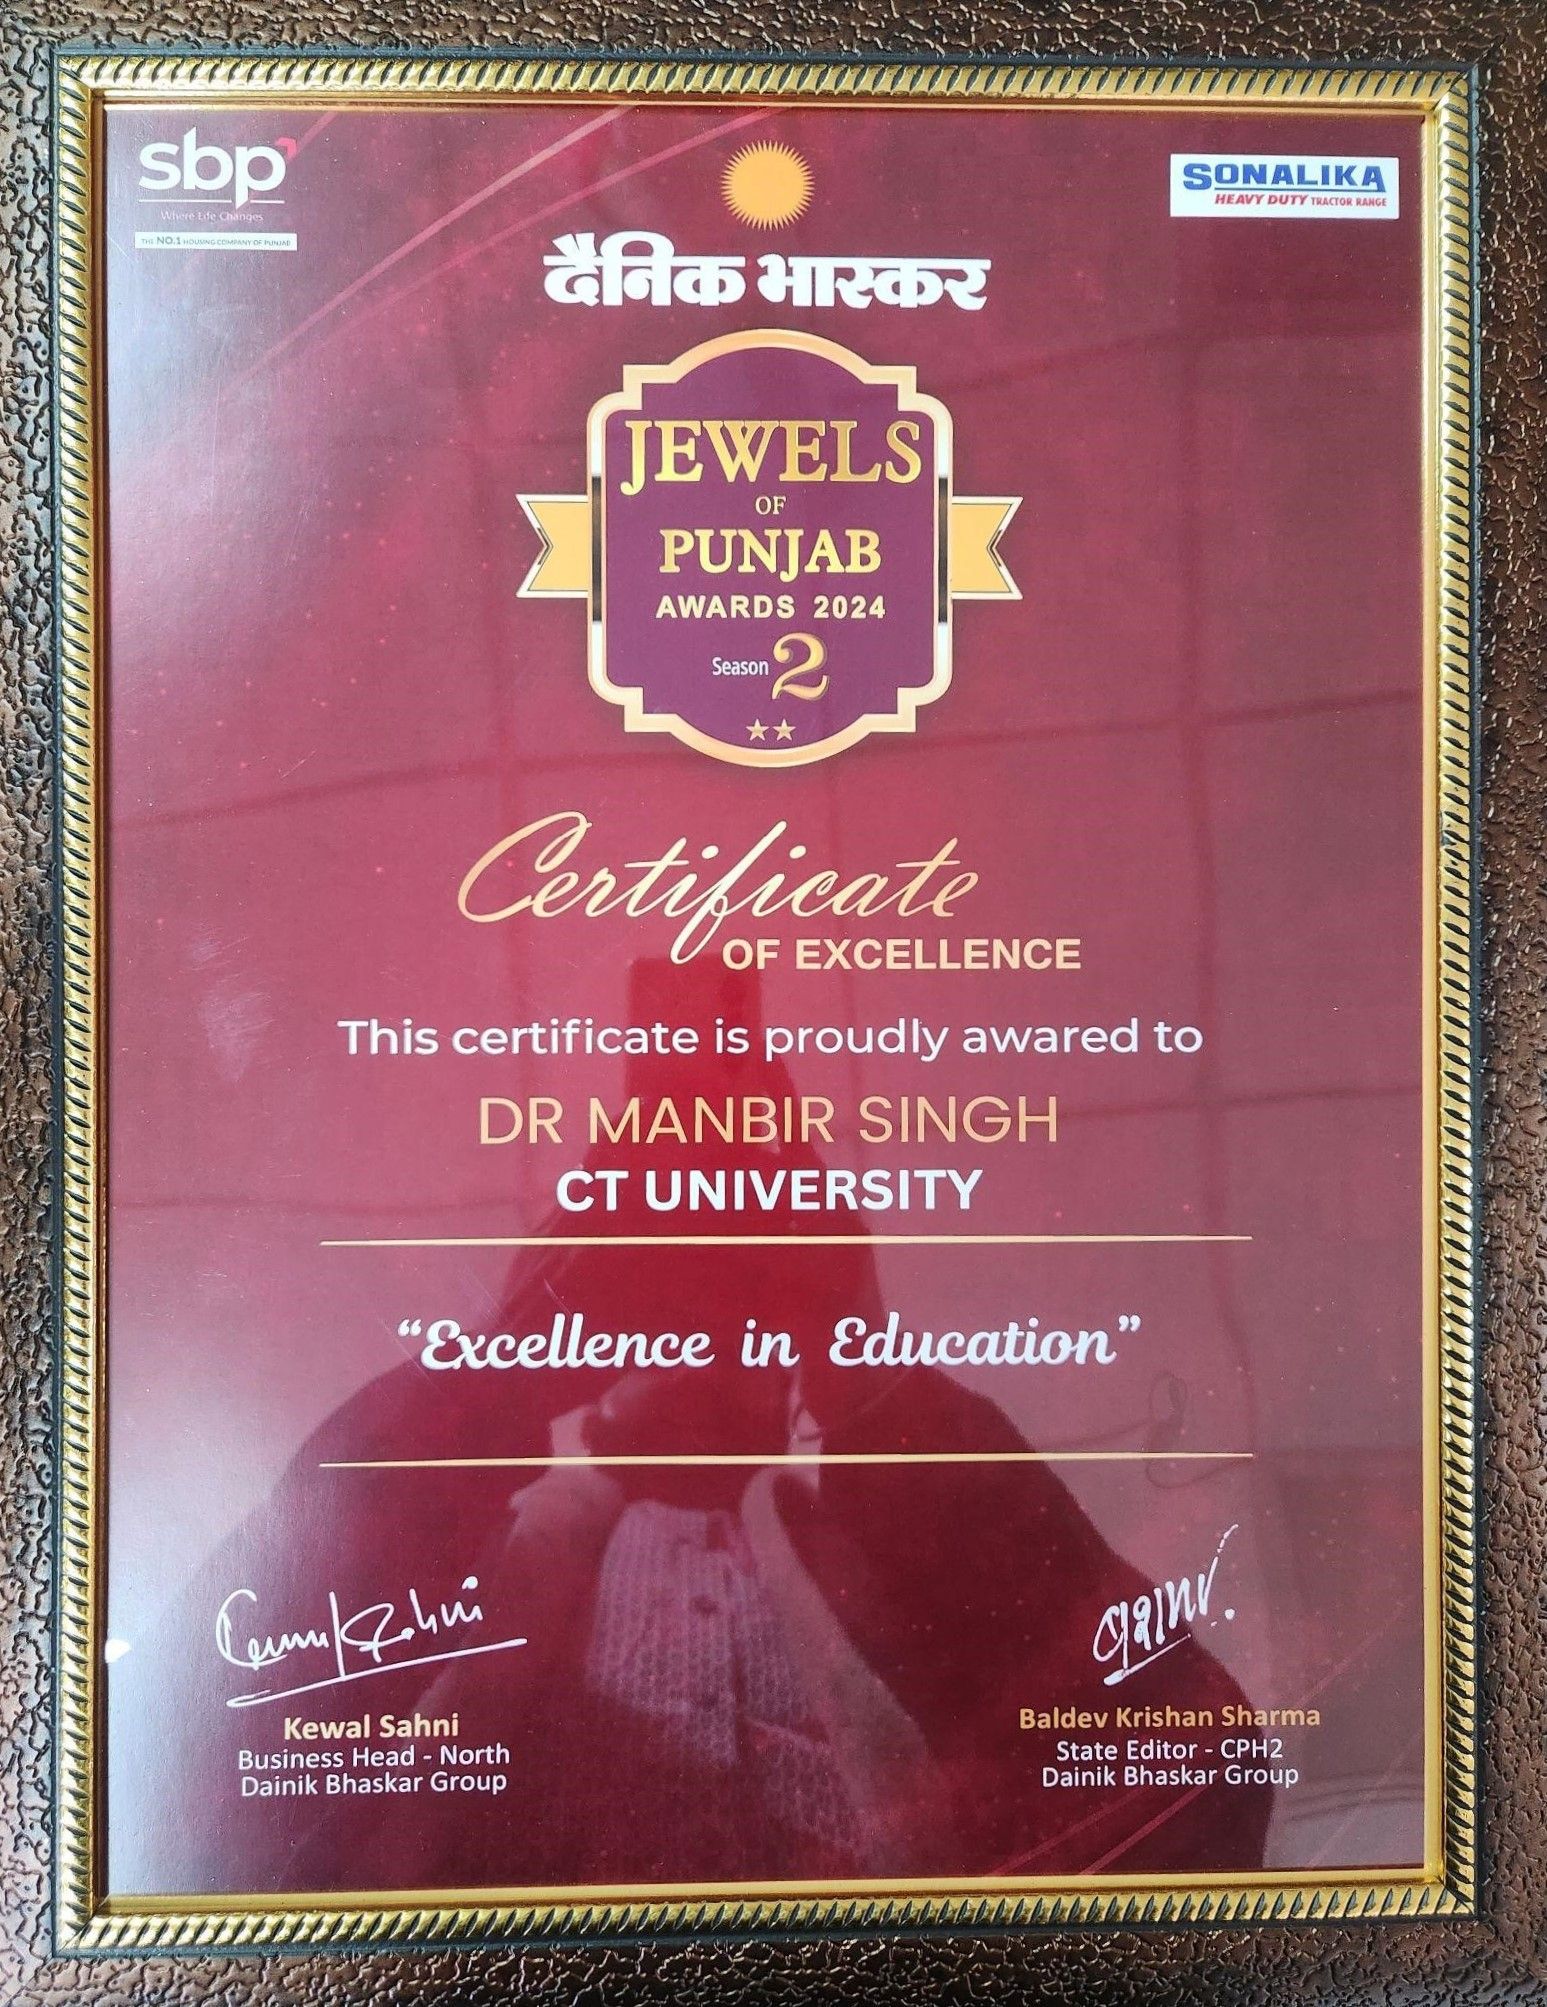 sbp
Where Life Changes
THE NO.1 HOUSING COMPANY OF PUNJAB
SONALIKA
HEAVY DUTY TRACTOR RANGE
दैनिक भास्कर
JEWELS
OF
PUNJAB
AWARDS 2024
Season 2
Certificate
OF EXCELLENCE
This certificate is proudly awared to
DR MANBIR SINGH
CT UNIVERSITY
“Excellence in Education”
Kewal Sahni
Business Head - North
Dainik Bhaskar Group
Baldev Krishan Sharma
State Editor - CPH2
Dainik Bhaskar Group